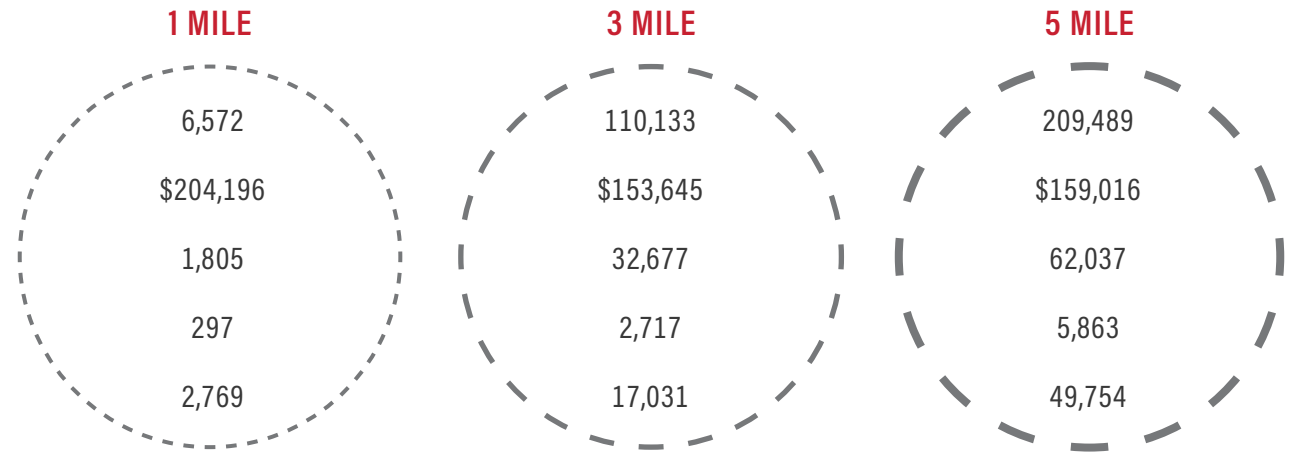 1 MILE 3 MILE 5 MILE
6,572 110,133 209,489
$204,196 $153,645 $159,016
1,805 32,677 62,037
297 2,717 5,863
2,769 17,031 49,754